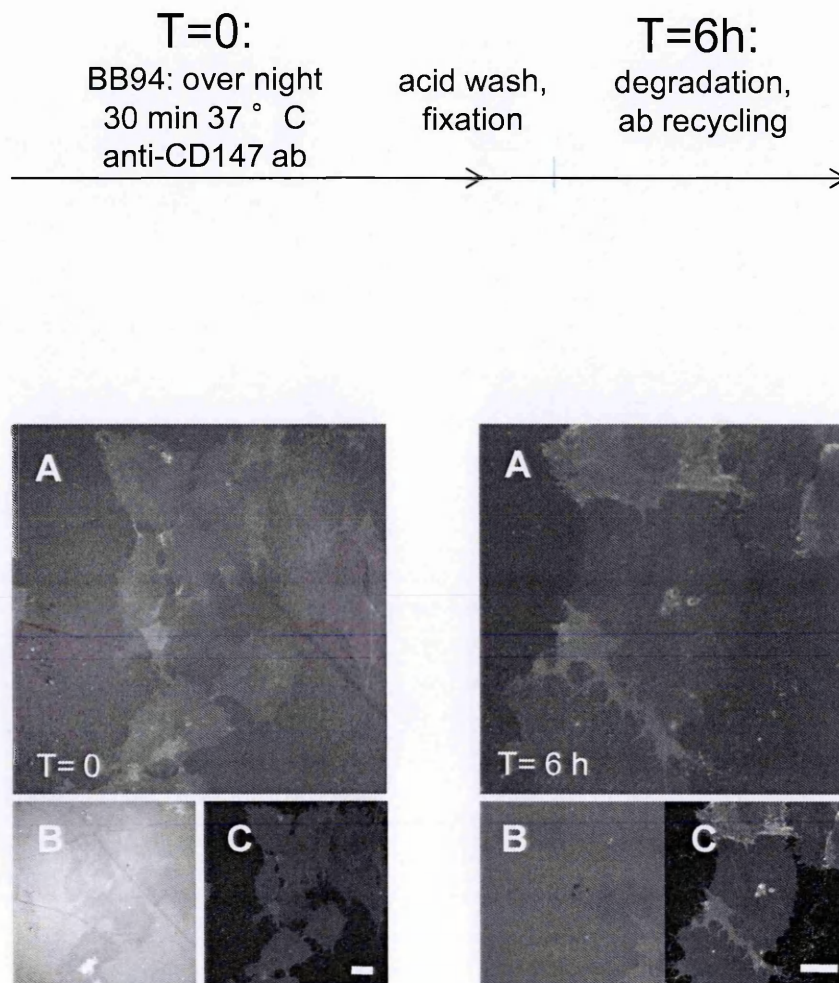 T=0:
BB94: over night
30 min 37 ° C
anti-CD147 ab
acid wash,
fixation
T=6h:
degradation,
ab recycling
A
T= 0
B
C
A
T= 6 h
B
C